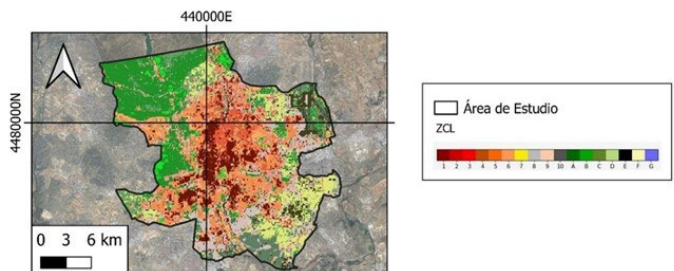 440000E
4480000N
0 3 6 km
Área de Estudio
ZCL
1 2 3 4 5 6 7 8 9 10 A B C D E F G